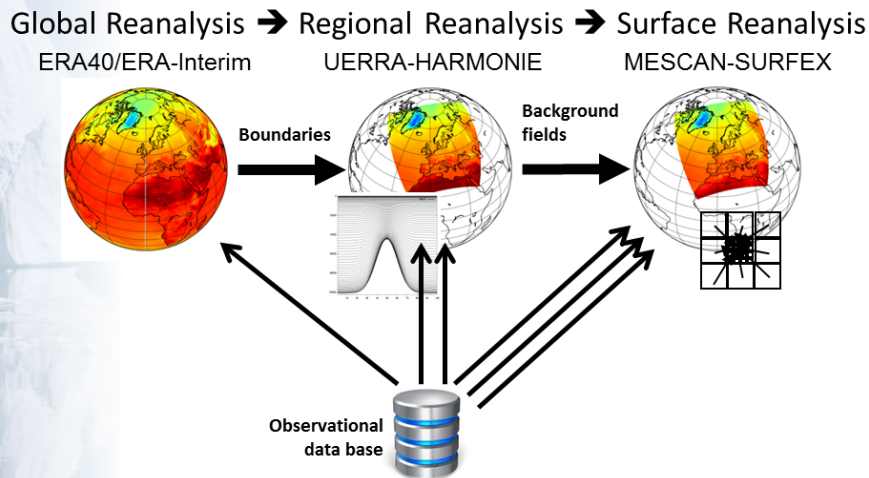 Global Reanalysis ➔ Regional Reanalysis ➔ Surface Reanalysis
ERA40/ERA-Interim UERRA-HARMONIE MESCAN-SURFEX
Boundaries
Background
fields
Observational
data base